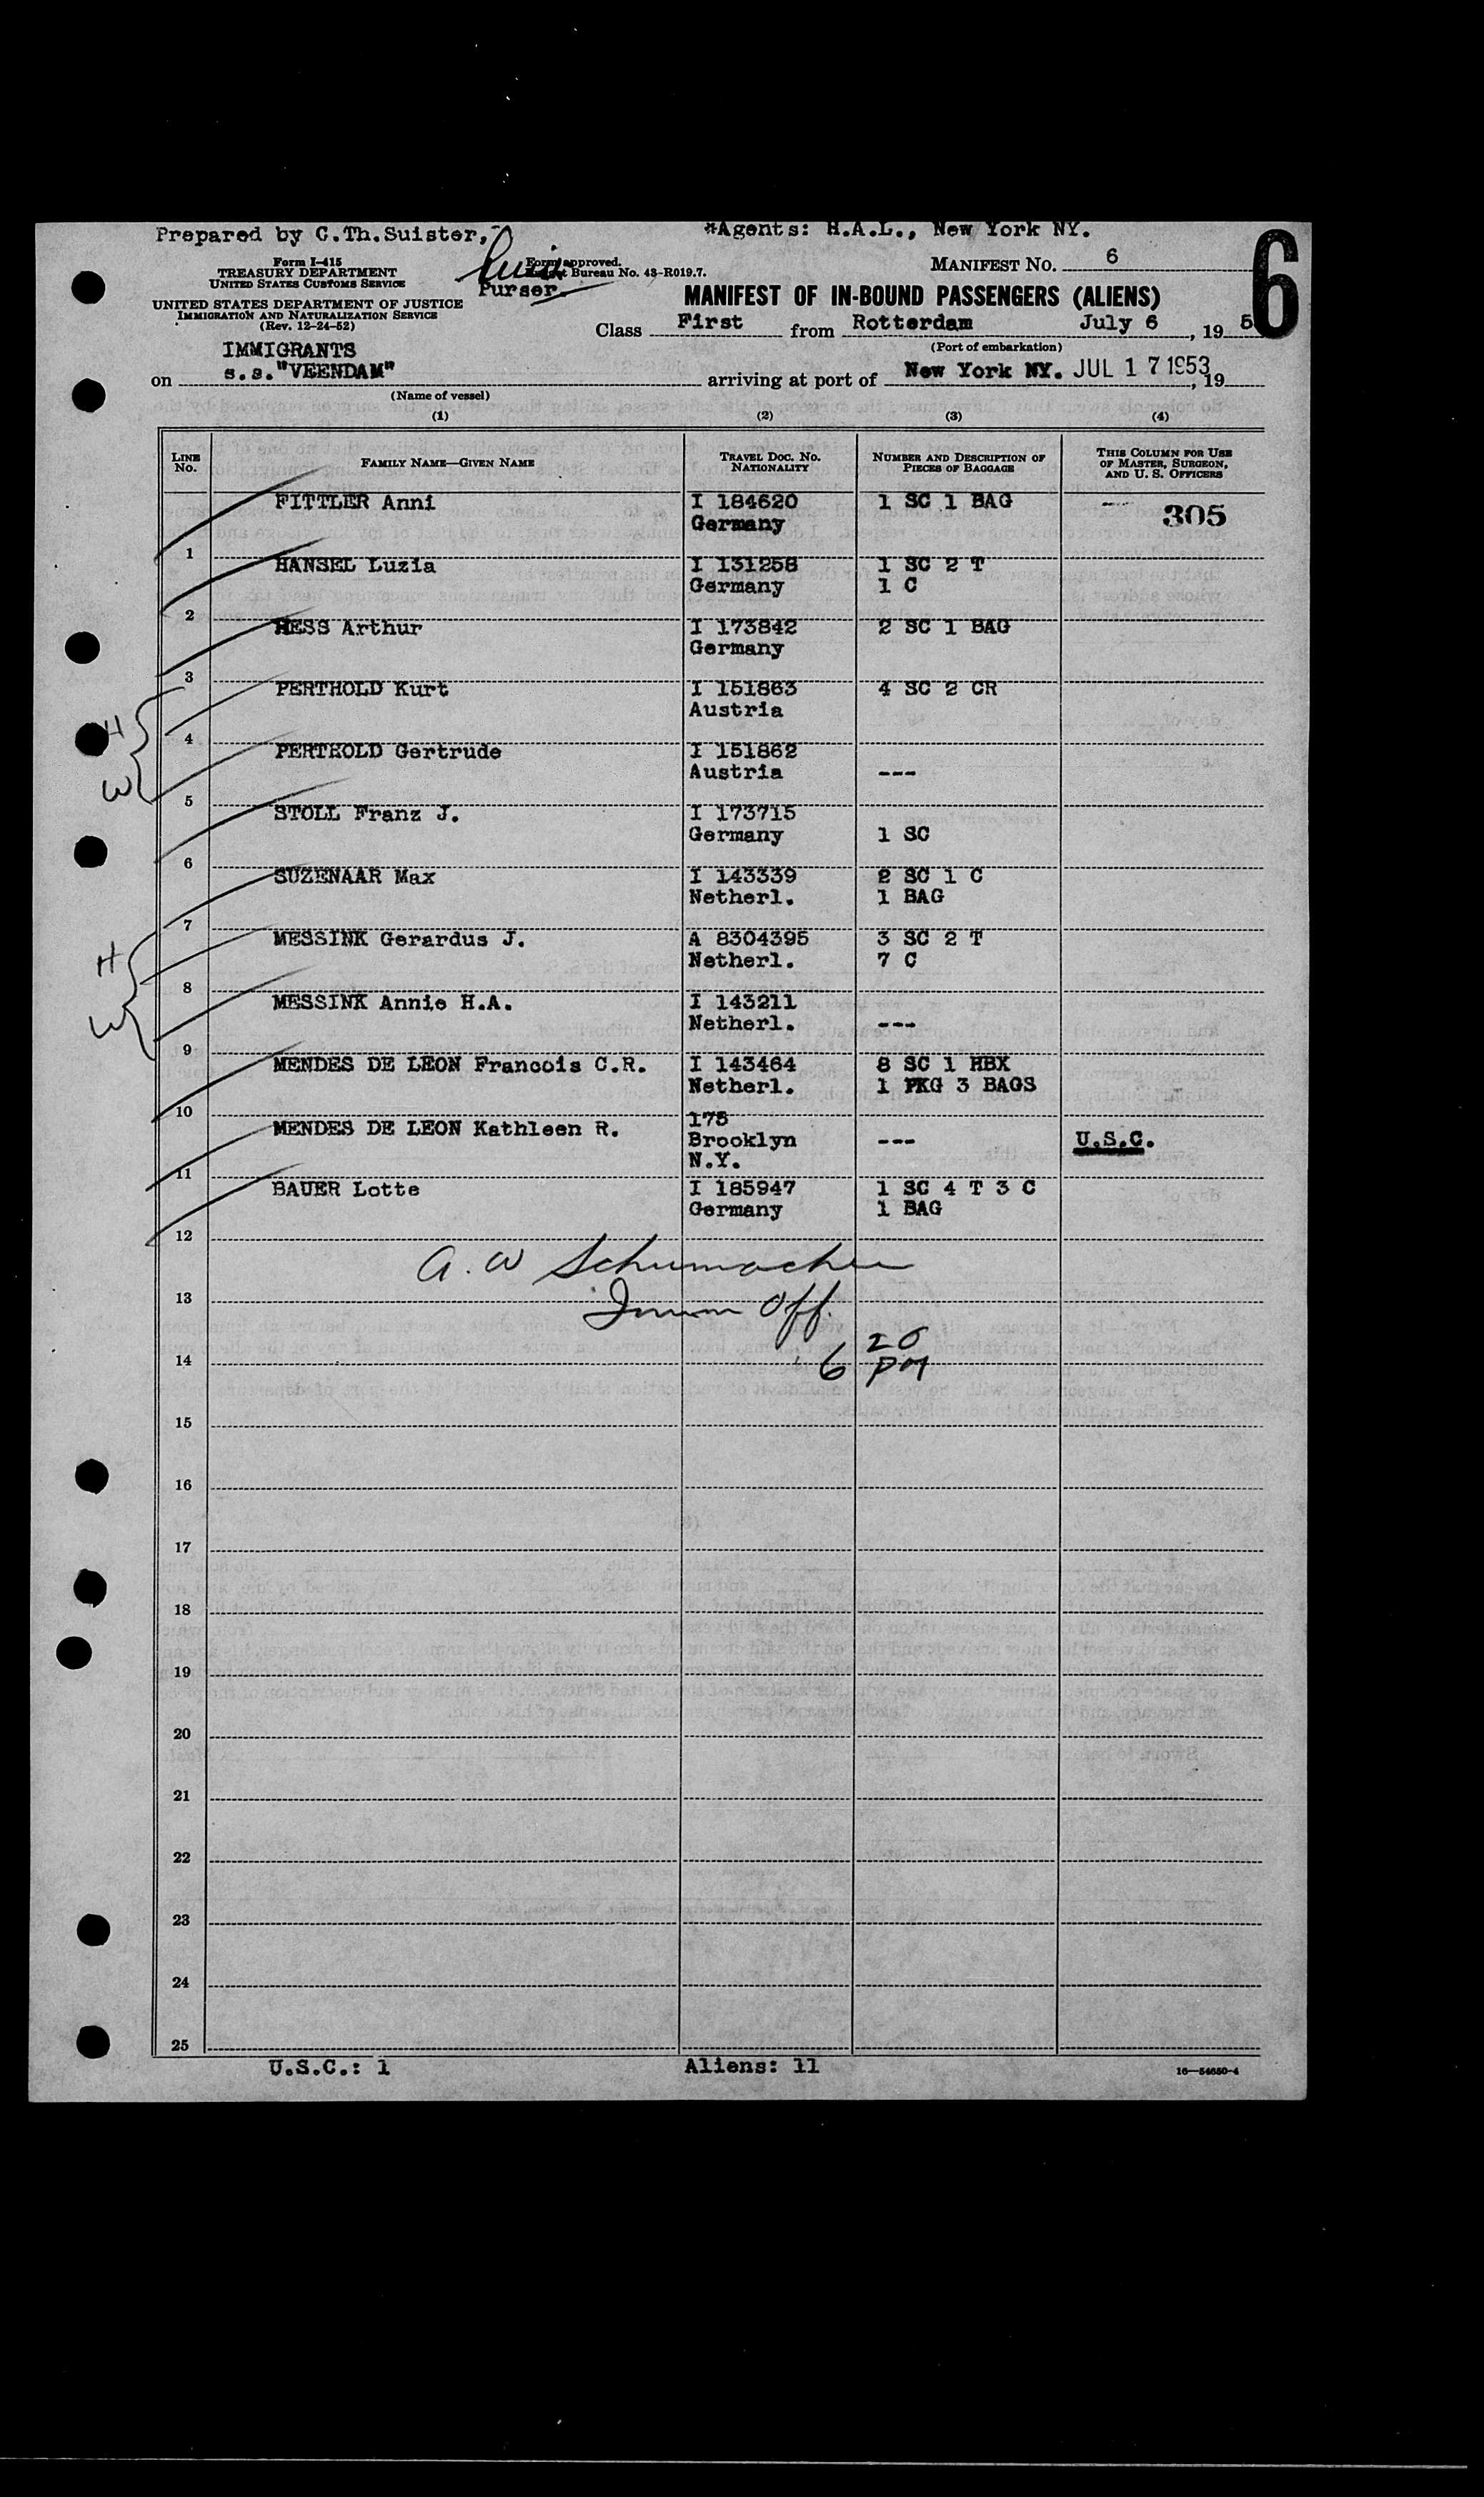 Prepared by C.Th.Suister,
*Agents: H.A.L., New York NY.
Form I-415
TREASURY DEPARTMENT
UNITED STATES CUSTOMS SERVICE
UNITED STATES DEPARTMENT OF JUSTICE
IMMIGRATION AND NATURALIZATION SERVICE
(Rev. 12-24-52)
Form approved.
Bureau No. 43-R019.7.
Purser.
MANIFEST NO. 6
6
MANIFEST OF IN-BOUND PASSENGERS (ALIENS)
Class First from Rotterdam July 6, 19 5
(Port of embarkation)
IMMIGRANTS
on s.s."VEENDAM" arriving at port of New York NY. JUL 17 1953, 19
(Name of vessel)
(1) (2) (3) (4)
LINE NO. FAMILY NAME—GIVEN NAME TRAVEL DOC. NO. NATIONALITY NUMBER AND DESCRIPTION OF PIECES OF BAGGAGE THIS COLUMN FOR USE OF MASTER, SURGEON, AND U. S. OFFICERS
FITTLER Anni I 184620 1 SC 1 BAG 305
Germany
1
HANSEL Luzia I 131258 1 SC 2 T
Germany 1 C
2
HESS Arthur I 173842 2 SC 1 BAG
Germany
3
PERTHOLD Kurt I 151863 4 SC 2 CR
H Austria
4
PERTHOLD Gertrude I 151862
W Austria ---
5
STOLL Franz J. I 173715
Germany 1 SC
6
SUZENAAR Max I 143339 2 SC 1 C
Netherl. 1 BAG
7
MESSINK Gerardus J. A 8304395 3 SC 2 T
H Netherl. 7 C
8
MESSINK Annie H.A. I 143211
W Netherl. ---
9
MENDES DE LEON Francois C.R. I 143464 8 SC 1 HBX
Netherl. 1 PKG 3 BAGS
10
175
MENDES DE LEON Kathleen R. Brooklyn --- U.S.C.
N.Y.
11
BAUER Lotte I 185947 1 SC 4 T 3 C
Germany 1 BAG
12
A. W Schumacher
13
Imm Off.
6 20 PM
14
15
16
17
18
19
20
21
22
23
24
25
U.S.C.: 1 Aliens: 11 16—54650-4